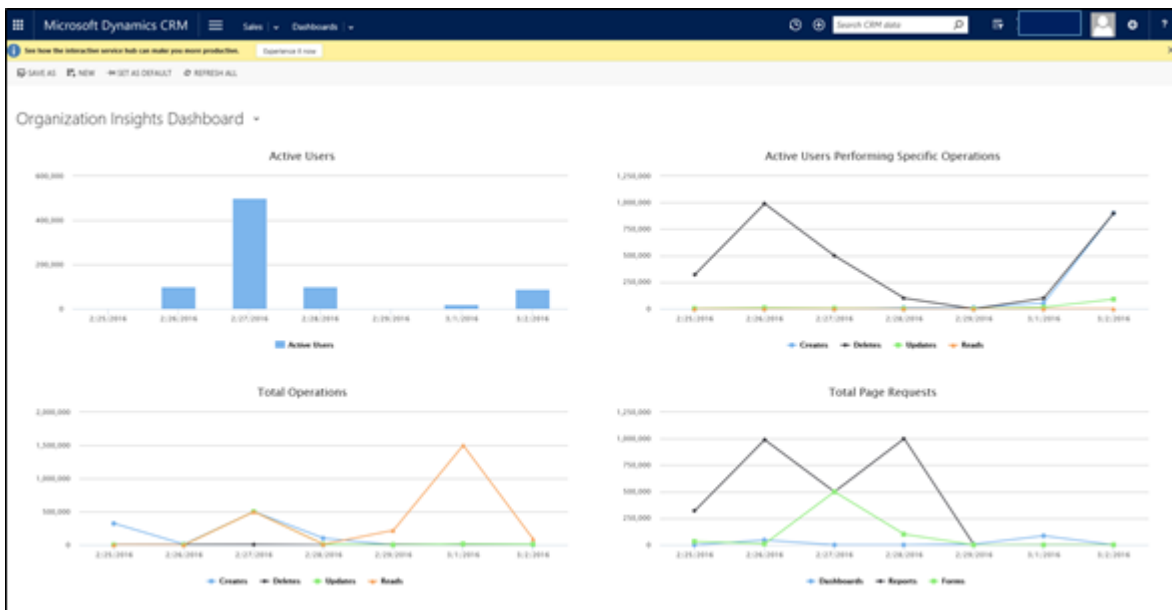 Microsoft Dynamics CRM Sales Dashboards Search CRM data ?
See how the interactive service hub can make you more productive. Experience it now
SAVE AS NEW SET AS DEFAULT REFRESH ALL
Organization Insights Dashboard
Active Users
600,000
400,000
200,000
0
2/25/2016 2/26/2016 2/27/2016 2/28/2016 2/29/2016 3/1/2016 3/2/2016
Active Users
Active Users Performing Specific Operations
1,250,000
1,000,000
750,000
500,000
250,000
0
2/25/2016 2/26/2016 2/27/2016 2/28/2016 2/29/2016 3/1/2016 3/2/2016
Creates Deletes Updates Reads
Total Operations
2,000,000
1,500,000
1,000,000
500,000
0
2/25/2016 2/26/2016 2/27/2016 2/28/2016 2/29/2016 3/1/2016 3/2/2016
Creates Deletes Updates Reads
Total Page Requests
1,250,000
1,000,000
750,000
500,000
250,000
0
2/25/2016 2/26/2016 2/27/2016 2/28/2016 2/29/2016 3/1/2016 3/2/2016
Dashboards Reports Forms